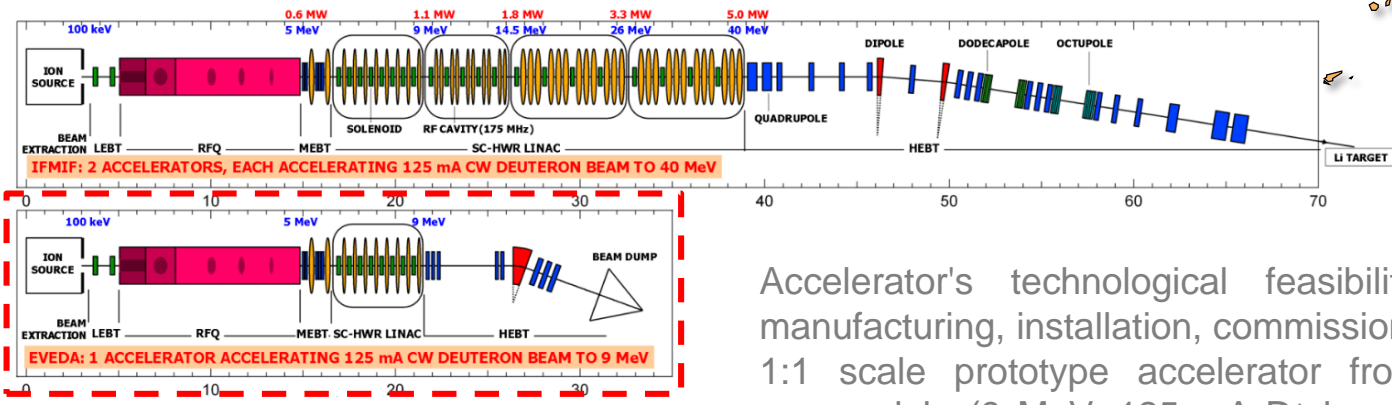 0.6 MW 1.1 MW 1.8 MW 3.3 MW 5.0 MW
100 keV 5 MeV 9 MeV 14.5 MeV 26 MeV 40 MeV
DIPOLE DODECAPOLE OCTUPOLE
ION
SOURCE
SOLENOID RF CAVITY (175 MHz) QUADRUPOLE
BEAM
EXTRACTION LEBT RFQ MEBT SC-HWR LINAC HEBT
Li TARGET
IFMIF: 2 ACCELERATORS, EACH ACCELERATING 125 mA CW DEUTERON BEAM TO 40 MeV
0 10 20 30 40 50 60 70
100 keV 5 MeV 9 MeV
ION
SOURCE
BEAM DUMP
BEAM
EXTRACTION LEBT RFQ MEBT SC-HWR LINAC HEBT
EVEDA: 1 ACCELERATOR ACCELERATING 125 mA CW DEUTERON BEAM TO 9 MeV
0 10 20 30
Accelerator's technological feasibilit
manufacturing, installation, commission
1:1 scale prototype accelerator fro